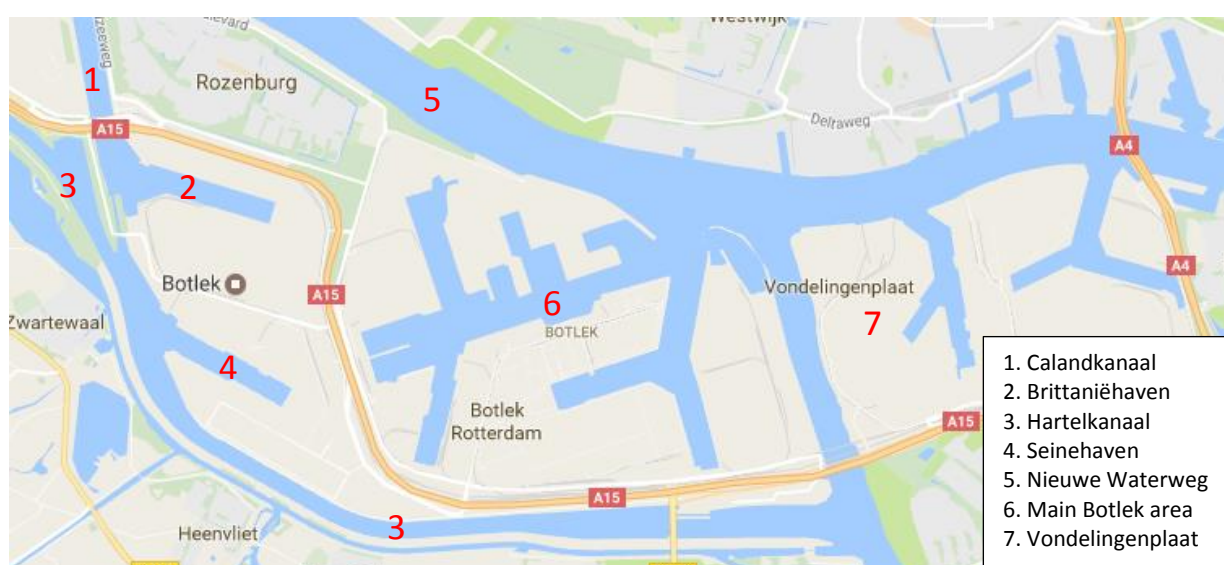 Westwijk
1
zeeweg
Rozenburg
5
A15
Deltaweg
A4
3
2
Botlek
A15
A4
Vondelingenplaat
6
7
Zwartewaal
BOTLEK
4
Botlek
Rotterdam
A15
A15
3
Heenvliet
1. Calandkanaal
2. Brittaniëhaven
3. Hartelkanaal
4. Seinehaven
5. Nieuwe Waterweg
6. Main Botlek area
7. Vondelingenplaat